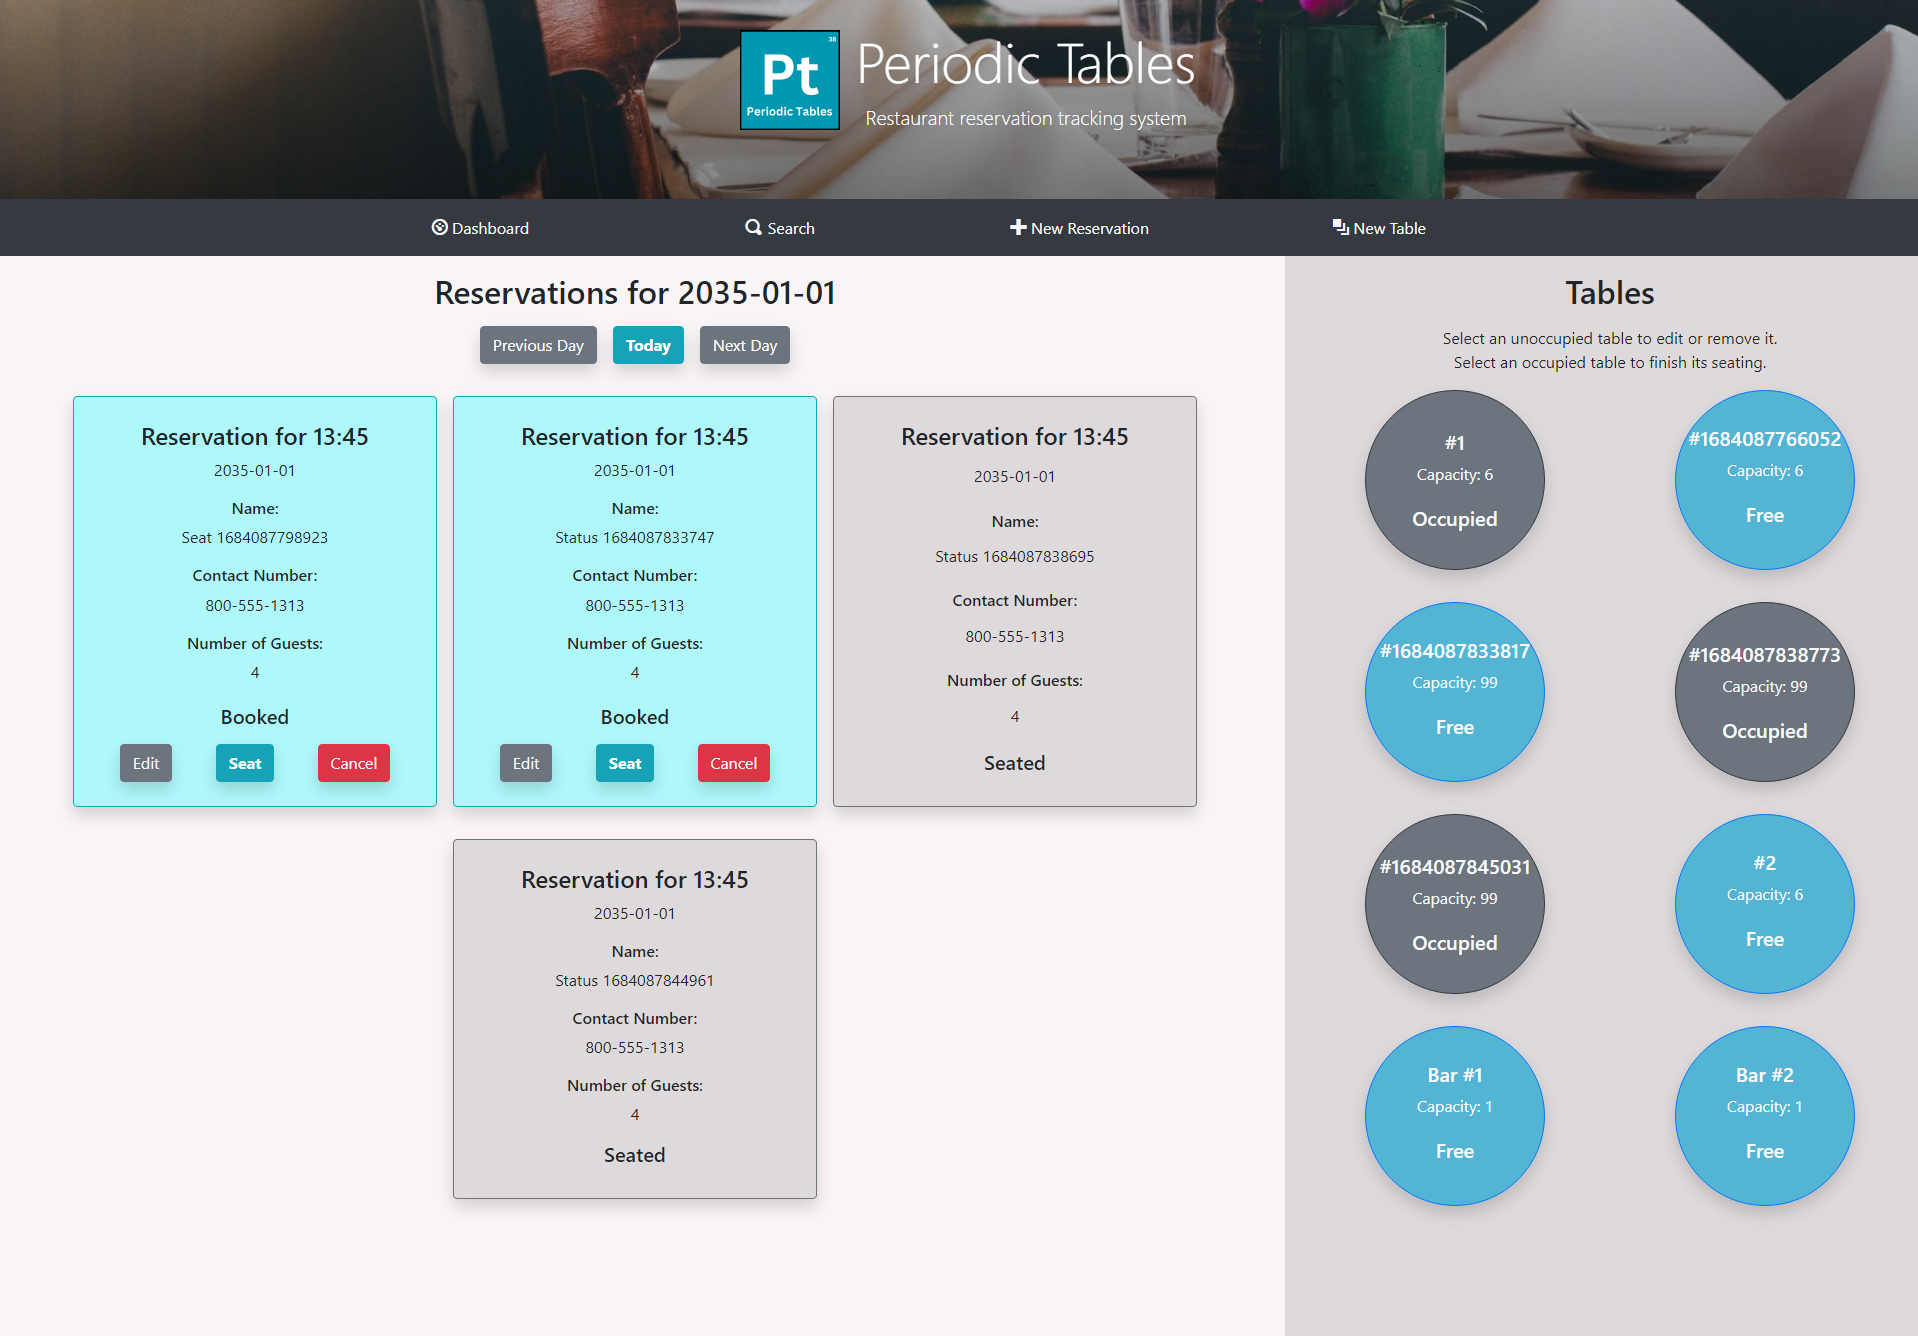 38
Pt
Periodic Tables
Periodic Tables
Restaurant reservation tracking system
Dashboard
Search
New Reservation
New Table
Reservations for 2035-01-01
Previous Day
Today
Next Day
Reservation for 13:45
2035-01-01
Name:
Seat 1684087798923
Contact Number:
800-555-1313
Number of Guests:
4
Booked
Edit
Seat
Cancel
Reservation for 13:45
2035-01-01
Name:
Status 1684087833747
Contact Number:
800-555-1313
Number of Guests:
4
Booked
Edit
Seat
Cancel
Reservation for 13:45
2035-01-01
Name:
Status 1684087838695
Contact Number:
800-555-1313
Number of Guests:
4
Seated
Reservation for 13:45
2035-01-01
Name:
Status 1684087844961
Contact Number:
800-555-1313
Number of Guests:
4
Seated
Tables
Select an unoccupied table to edit or remove it.
Select an occupied table to finish its seating.
#1
Capacity: 6
Occupied
#1684087766052
Capacity: 6
Free
#1684087833817
Capacity: 99
Free
#1684087838773
Capacity: 99
Occupied
#1684087845031
Capacity: 99
Occupied
#2
Capacity: 6
Free
Bar #1
Capacity: 1
Free
Bar #2
Capacity: 1
Free